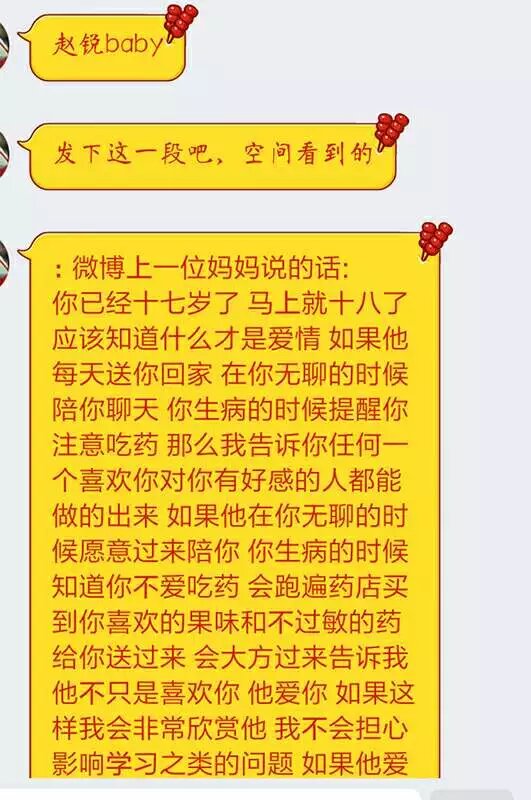 赵锐baby
发下这一段吧，空间看到的
：微博上一位妈妈说的话:
你已经十七岁了 马上就十八了
应该知道什么才是爱情 如果他
每天送你回家 在你无聊的时候
陪你聊天 你生病的时候提醒你
注意吃药 那么我告诉你任何一
个喜欢你对你有好感的人都能
做的出来 如果他在你无聊的时
候愿意过来陪你 你生病的时候
知道你不爱吃药 会跑遍药店买
到你喜欢的果味和不过敏的药
给你送过来 会大方过来告诉我
他不只是喜欢你 他爱你 如果这
样我会非常欣赏他 我不会担心
影响学习之类的问题 如果他爱